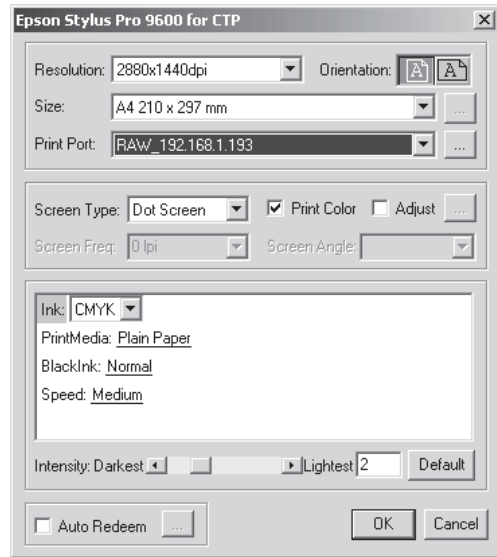 Epson Stylus Pro 9600 for CTP
Resolution: 2880x1440dpi Orientation: A A
Size: A4 210 x 297 mm ...
Print Port: RAW_192.168.1.193 ...
Screen Type: Dot Screen Print Color Adjust ...
Screen Freq: 0 lpi Screen Angle:
Ink: CMYK
PrintMedia: Plain Paper
BlackInk: Normal
Speed: Medium
Intensity: Darkest Lightest 2 Default
Auto Redeem ... OK Cancel